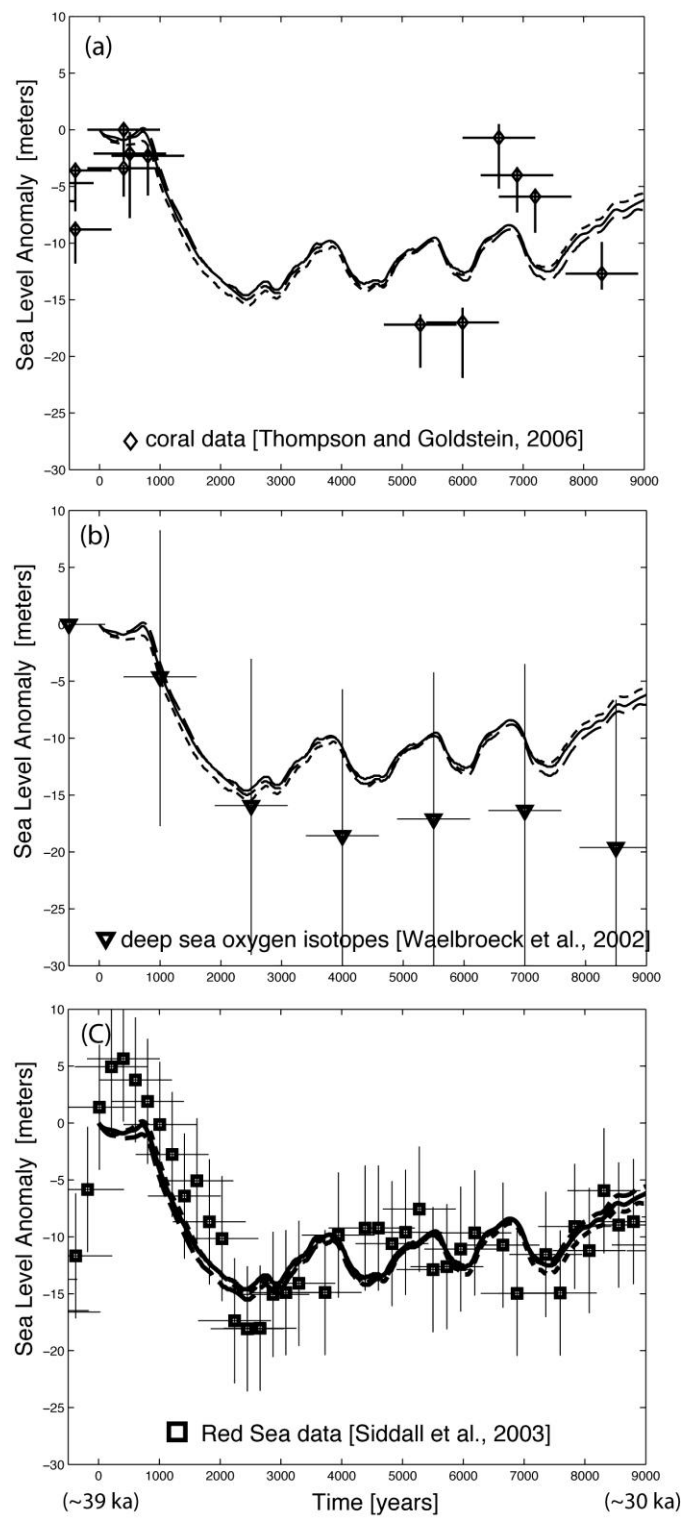 (a)
10
5
0
−5
−10
−15
−20
−25
−30
Sea Level Anomaly [meters]
coral data [Thompson and Goldstein, 2006]
0 1000 2000 3000 4000 5000 6000 7000 8000 9000
(b)
10
5
0
−5
−10
−15
−20
−25
−30
Sea Level Anomaly [meters]
deep sea oxygen isotopes [Waelbroeck et al., 2002]
0 1000 2000 3000 4000 5000 6000 7000 8000 9000
(C)
10
5
0
−5
−10
−15
−20
−25
−30
Sea Level Anomaly [meters]
Red Sea data [Siddall et al., 2003]
0 1000 2000 3000 4000 5000 6000 7000 8000 9000
(~39 ka) Time [years] (~30 ka)